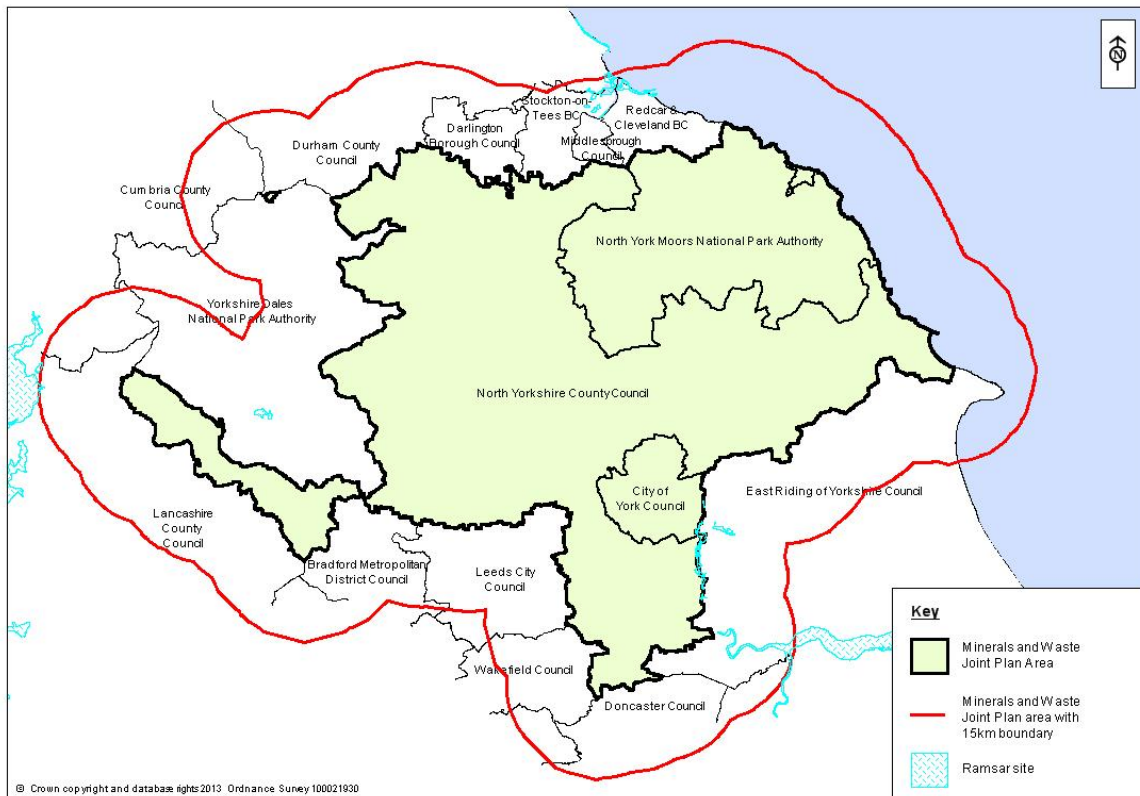 N
Stockton-on-
Tees BC
Redcar &
Cleveland BC
Darlington
Borough Council
Middlesbrough
Council
Durham County
Council
Cumbria County
Council
North York Moors National Park Authority
Yorkshire Dales
National Park Authority
North Yorkshire County Council
City of
York Council
East Riding of Yorkshire Council
Lancashire
County
Council
Bradford Metropolitan
District Council
Leeds City
Council
Wakefield Council
Doncaster Council
Key
Minerals and Waste
Joint Plan Area
Minerals and Waste
Joint Plan area with
15km boundary
Ramsar site
© Crown copyright and database rights 2013 Ordnance Survey 100021930